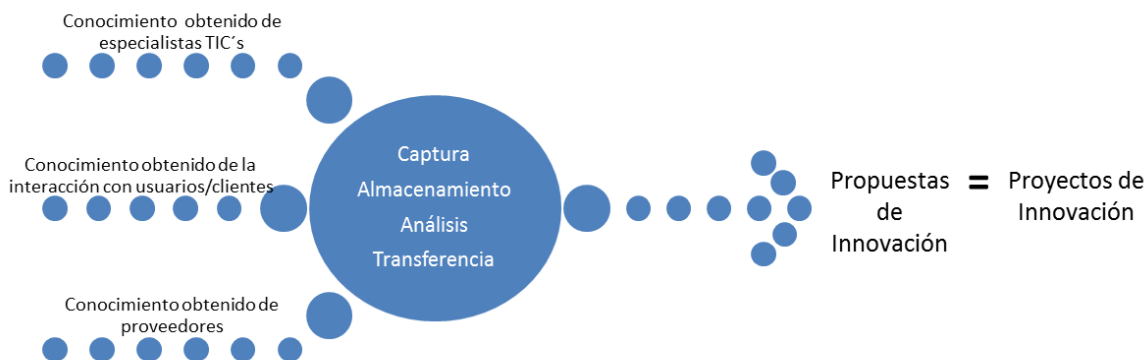 Conocimiento obtenido de
especialistas TIC´s
Conocimiento obtenido de la
interacción con usuarios/clientes
Conocimiento obtenido de
proveedores
Captura
Almacenamiento
Análisis
Transferencia
Propuestas
de
Innovación
=
Proyectos de
Innovación